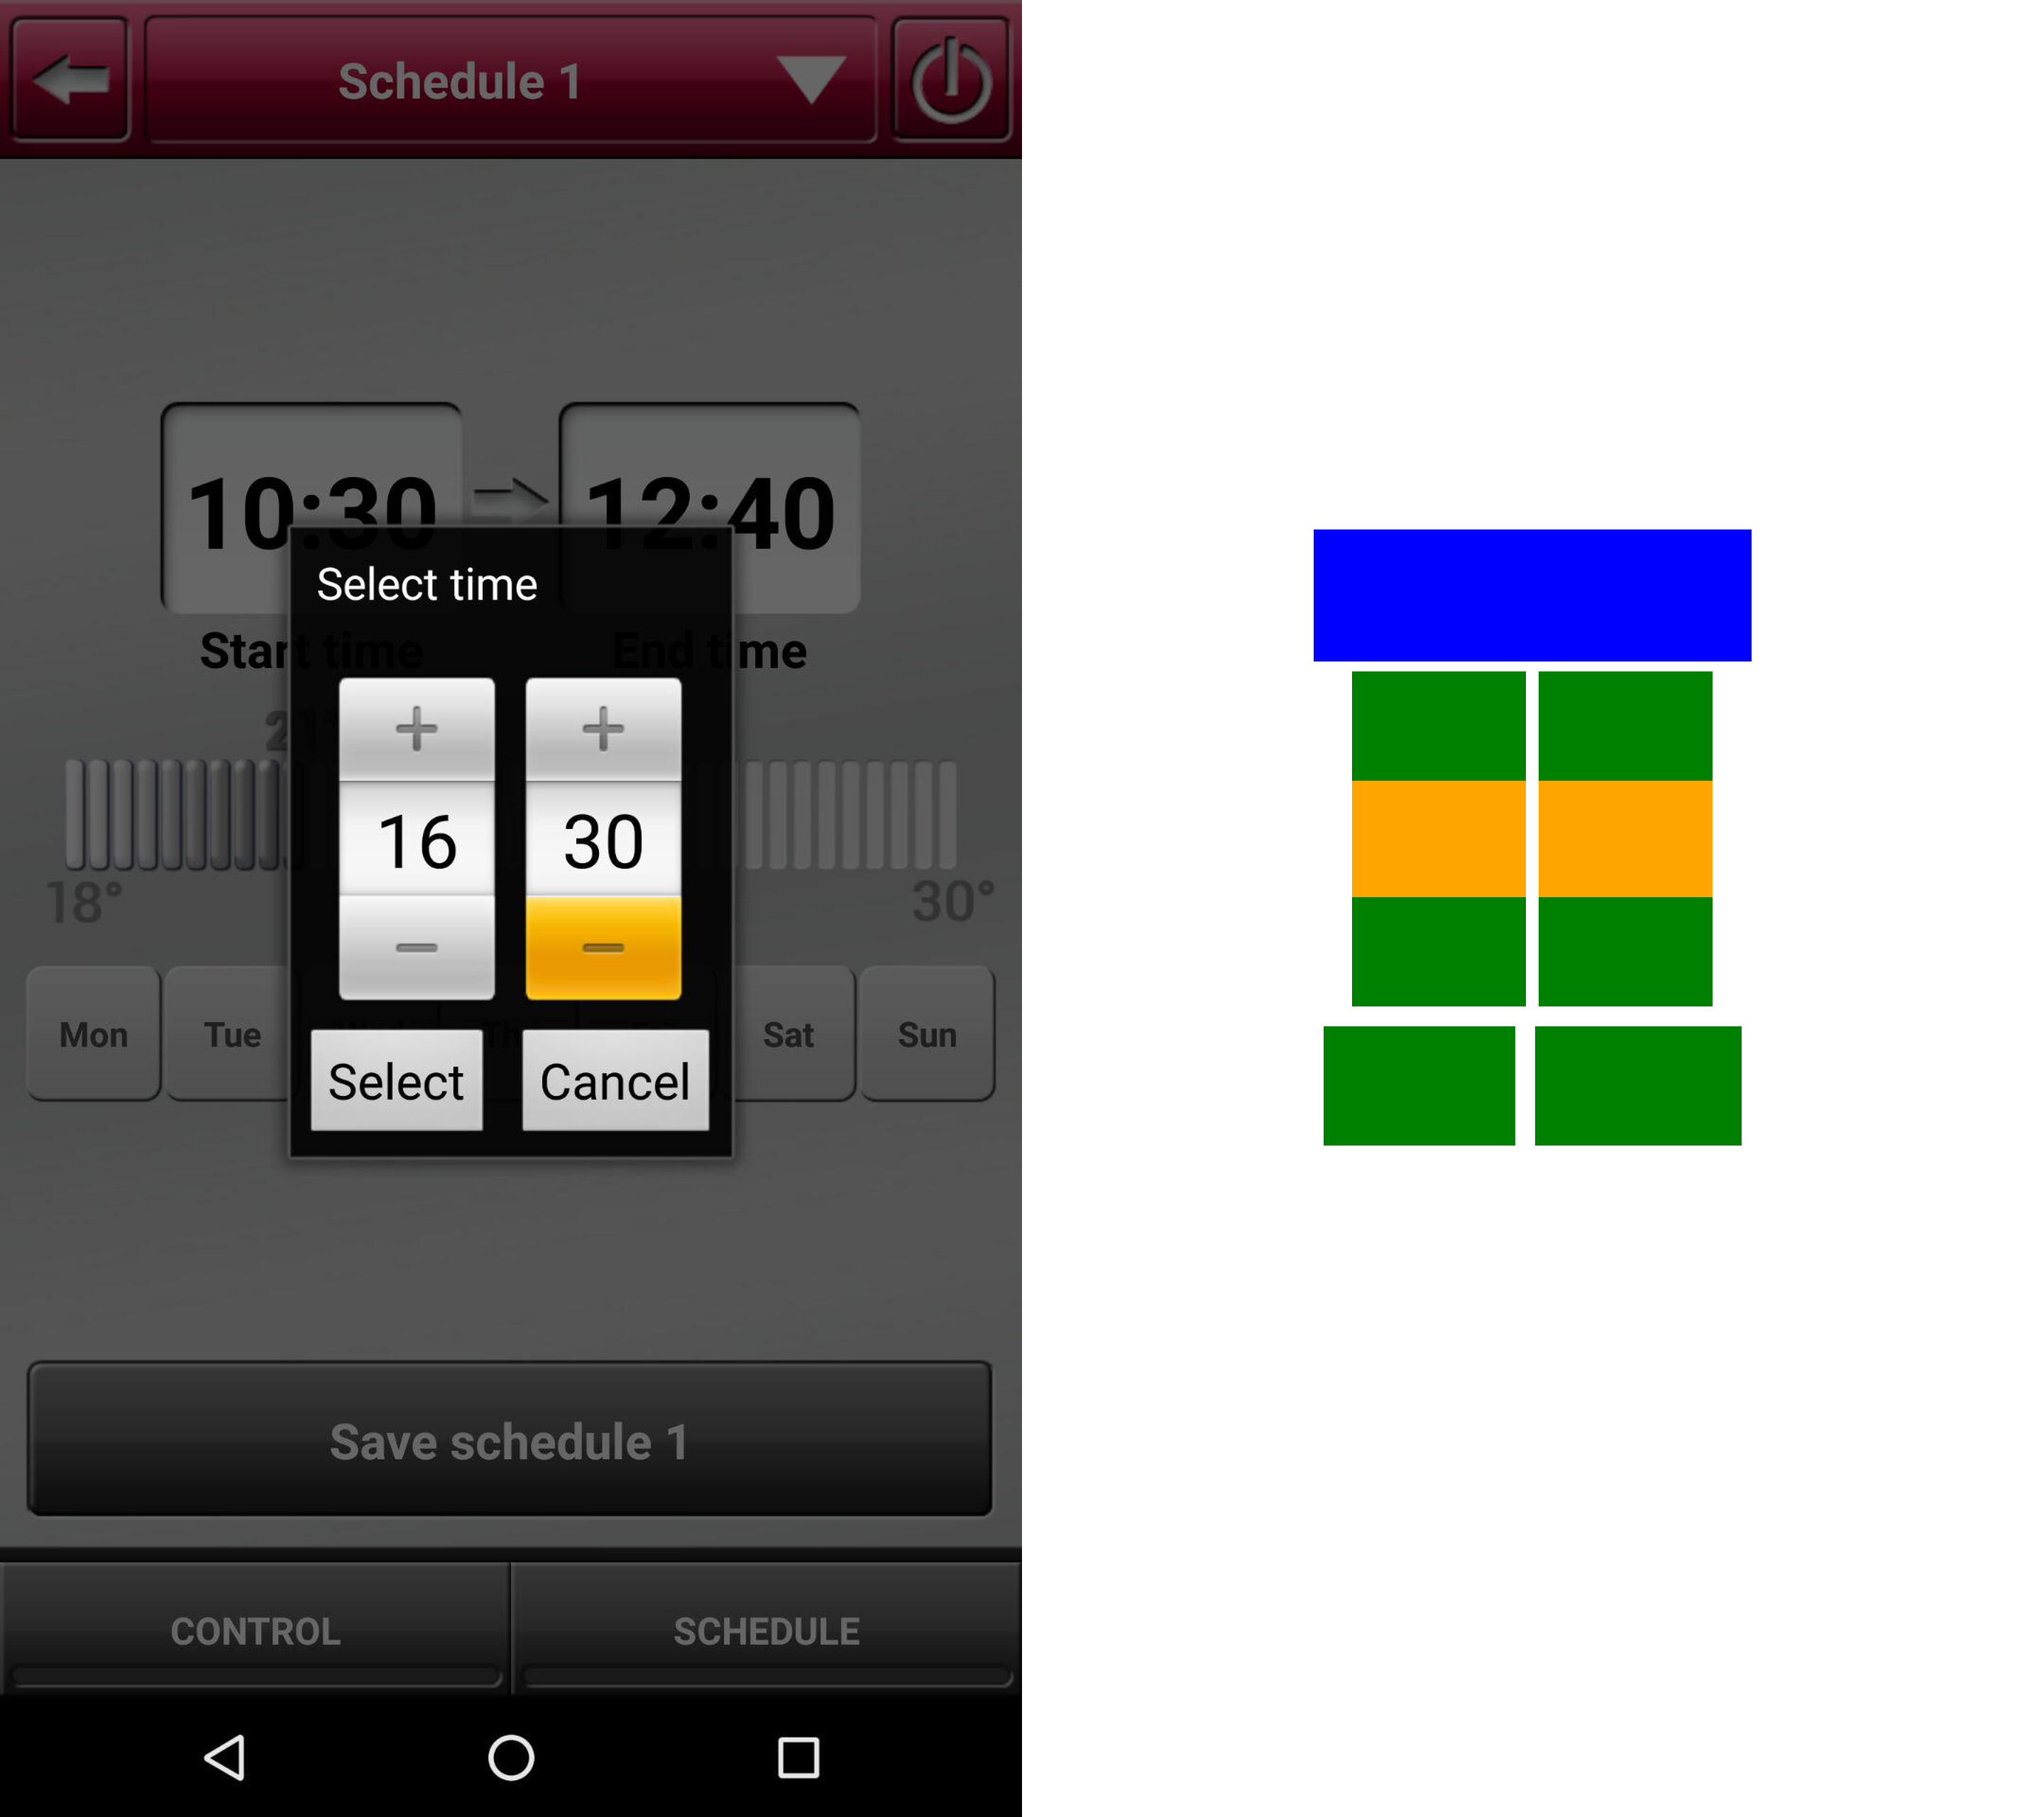 Schedule 1
10:30 12:40
Select time
Start time End time
18° 30°
16 30
Mon Tue Sat Sun
Select Cancel
Save schedule 1
CONTROL SCHEDULE